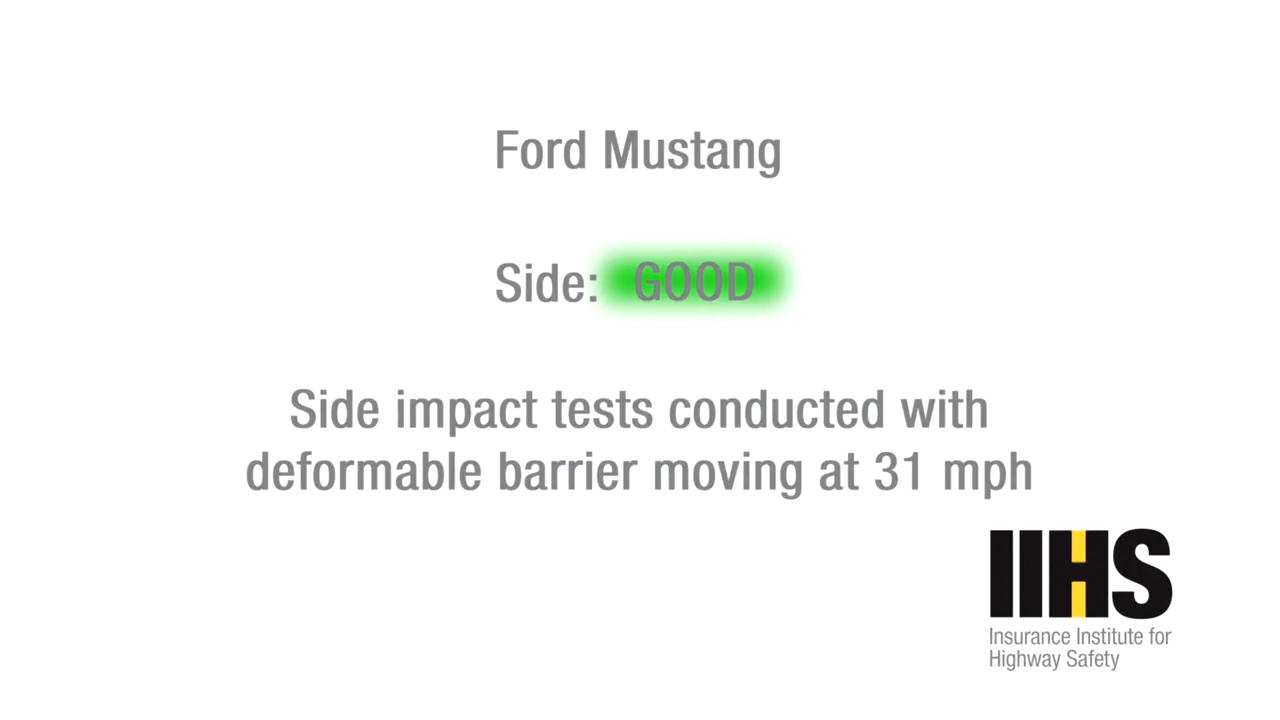 Ford Mustang
Side: GOOD
Side impact tests conducted with
deformable barrier moving at 31 mph
IIHS
Insurance Institute for
Highway Safety